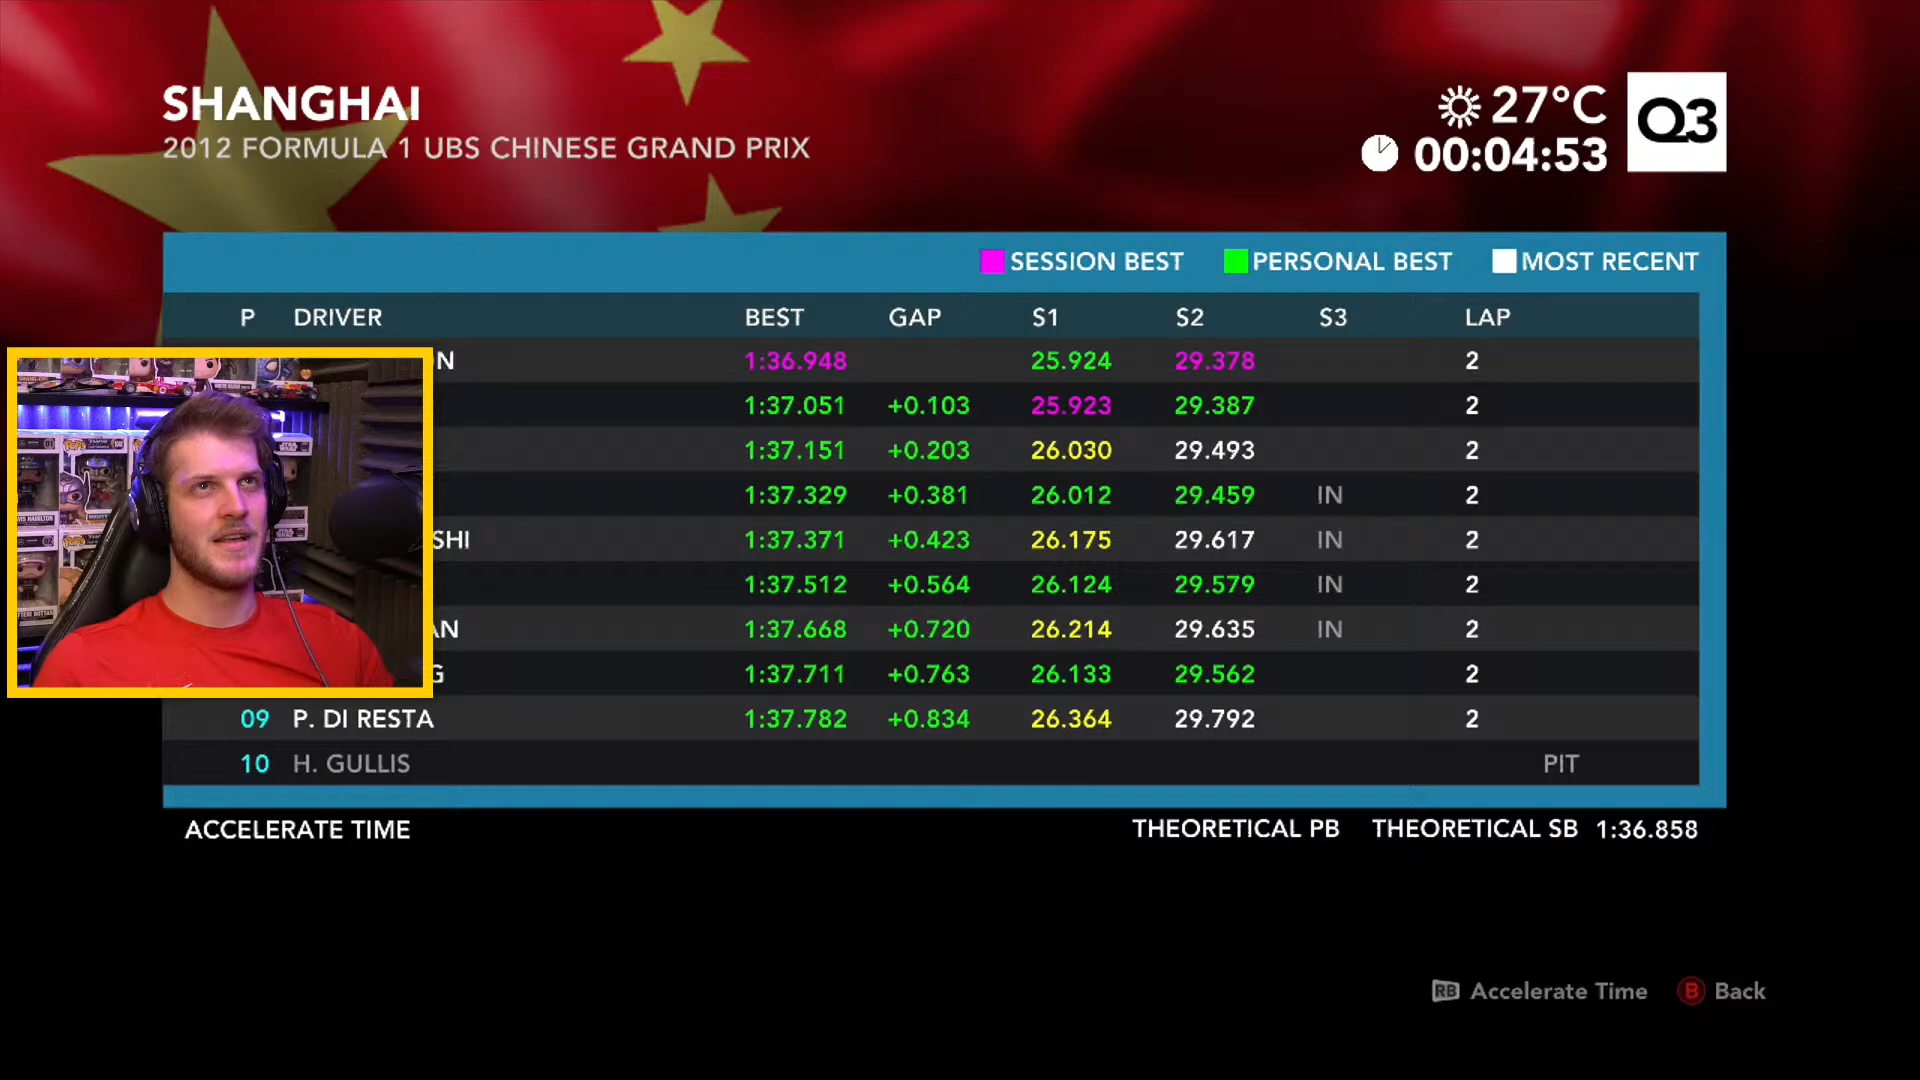 SHANGHAI
2012 FORMULA 1 UBS CHINESE GRAND PRIX
27°C
00:04:53
Q3
SESSION BEST PERSONAL BEST MOST RECENT
P DRIVER BEST GAP S1 S2 S3 LAP
N 1:36.948 25.924 29.378 2
1:37.051 +0.103 25.923 29.387 2
1:37.151 +0.203 26.030 29.493 2
1:37.329 +0.381 26.012 29.459 IN 2
SHI 1:37.371 +0.423 26.175 29.617 IN 2
1:37.512 +0.564 26.124 29.579 IN 2
AN 1:37.668 +0.720 26.214 29.635 IN 2
G 1:37.711 +0.763 26.133 29.562 2
09 P. DI RESTA 1:37.782 +0.834 26.364 29.792 2
10 H. GULLIS PIT
ACCELERATE TIME THEORETICAL PB THEORETICAL SB 1:36.858
RB Accelerate Time B Back